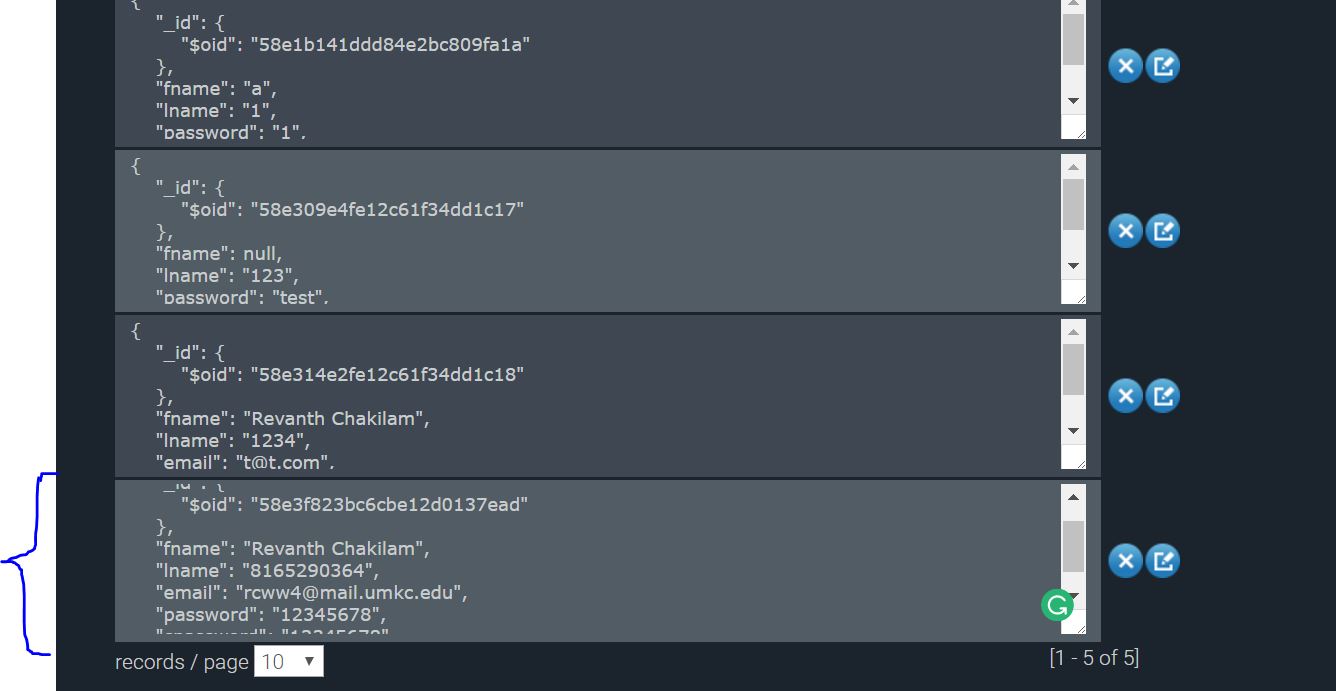 {
"_id": {
"$oid": "58e1b141ddd84e2bc809fa1a"
},
"fname": "a",
"lname": "1",
"password": "1",
{
"_id": {
"$oid": "58e309e4fe12c61f34dd1c17"
},
"fname": null,
"lname": "123",
"password": "test",
{
"_id": {
"$oid": "58e314e2fe12c61f34dd1c18"
},
"fname": "Revanth Chakilam",
"lname": "1234",
"email": "t@t.com",
"_id": {
"$oid": "58e3f823bc6cbe12d0137ead"
},
"fname": "Revanth Chakilam",
"lname": "8165290364",
"email": "rcww4@mail.umkc.edu",
"password": "12345678",
records / page 10
[1 - 5 of 5]